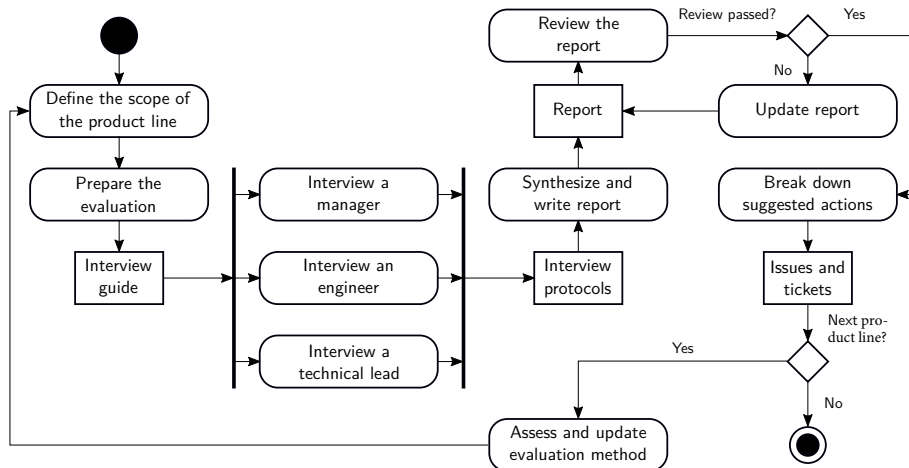 Define the scope of
the product line
Prepare the
evaluation
Interview
guide
Interview a
manager
Interview an
engineer
Interview a
technical lead
Interview
protocols
Synthesize and
write report
Report
Review the
report
Review passed?
Yes
No
Update report
Break down
suggested actions
Issues and
tickets
Next pro-
duct line?
Yes
No
Assess and update
evaluation method